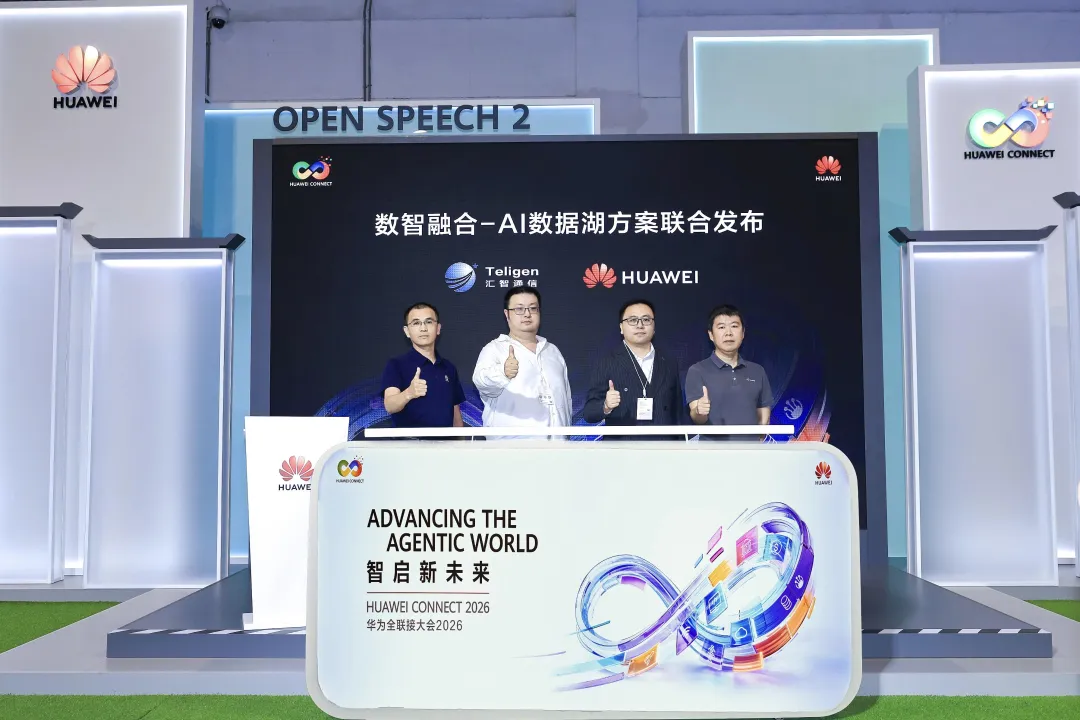 HUAWEI
OPEN SPEECH 2
HUAWEI CONNECT
HUAWEI CONNECT
HUAWEI
数智融合-AI数据湖方案联合发布
Teligen
汇智通信
HUAWEI
HUAWEI
HUAWEI CONNECT
HUAWEI
ADVANCING THE
AGENTIC WORLD
智启新未来
HUAWEI CONNECT 2026
华为全联接大会2026